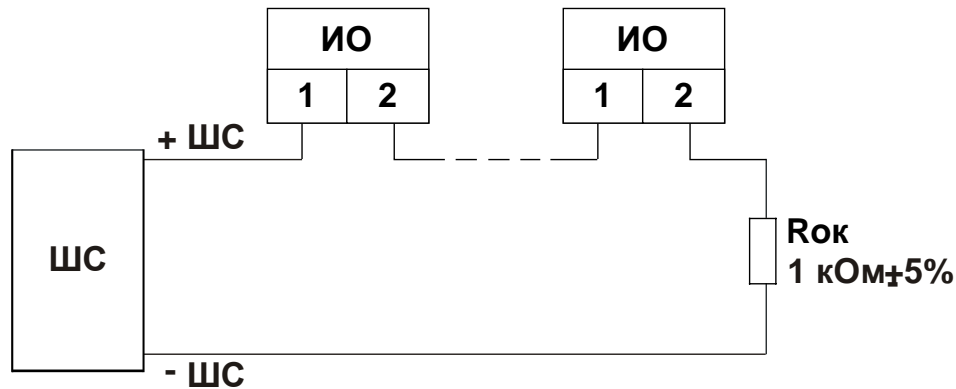 ИО
ИО
1 2
1 2
+ ШС
ШС
Rок
1 кОм±5%
- ШС